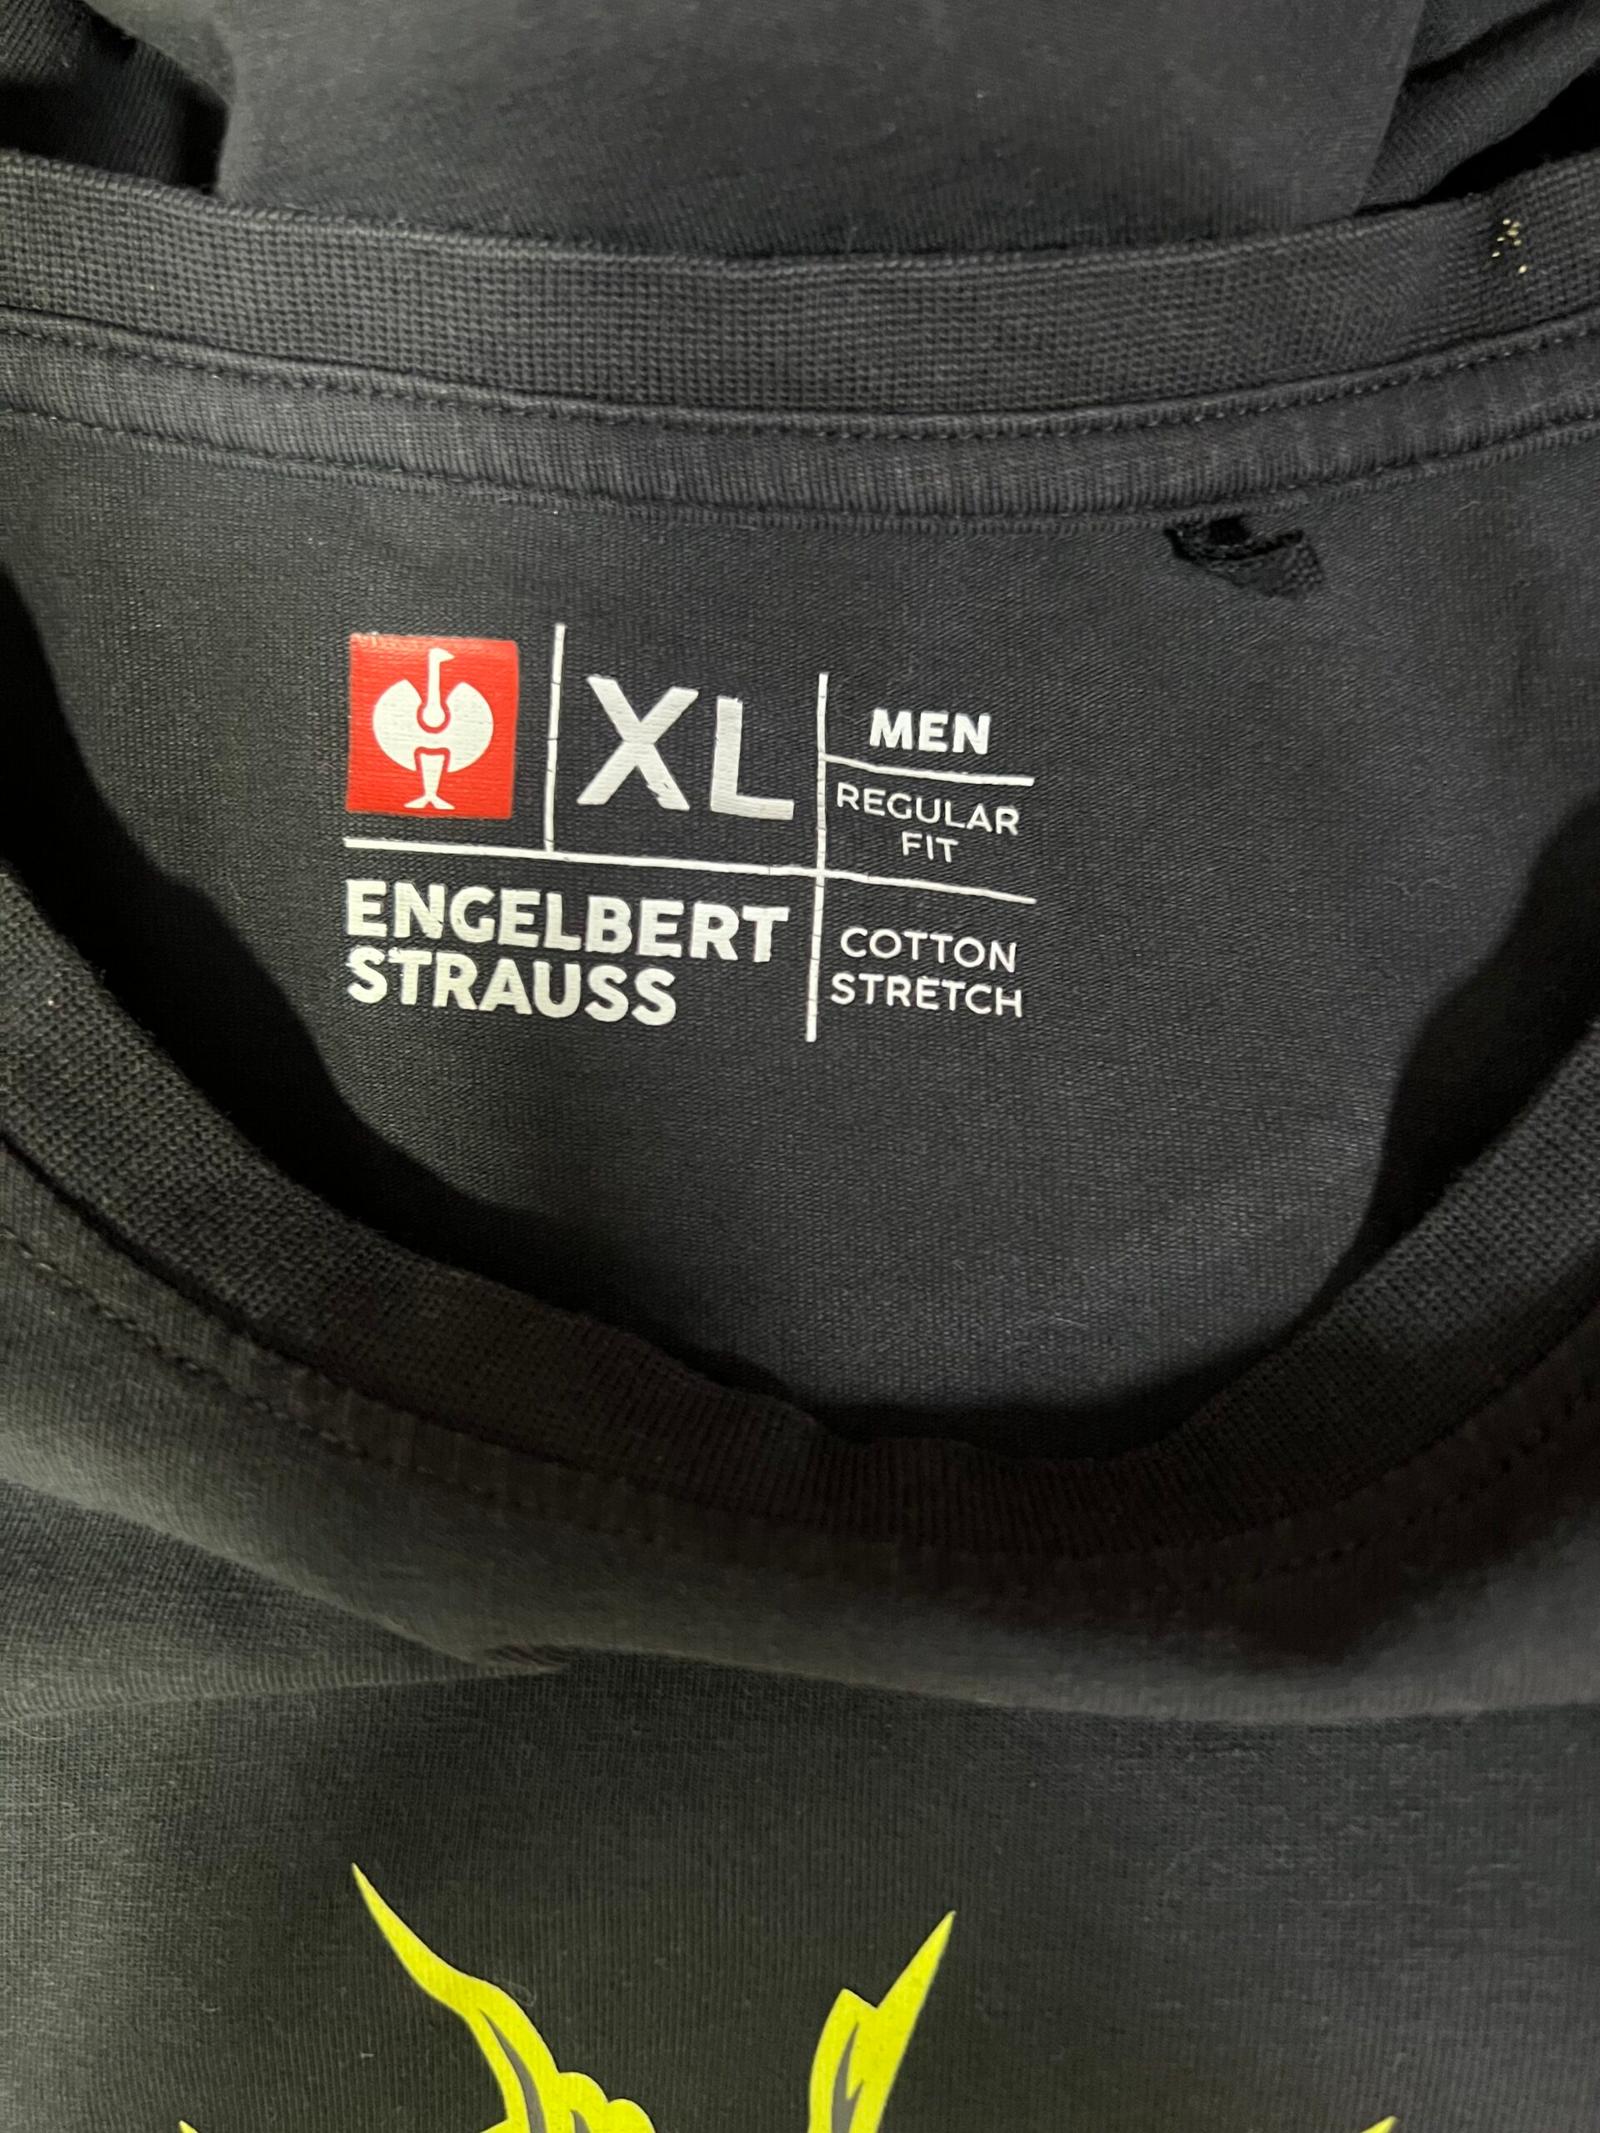 XL
MEN
REGULAR
FIT
ENGELBERT
STRAUSS
COTTON
STRETCH